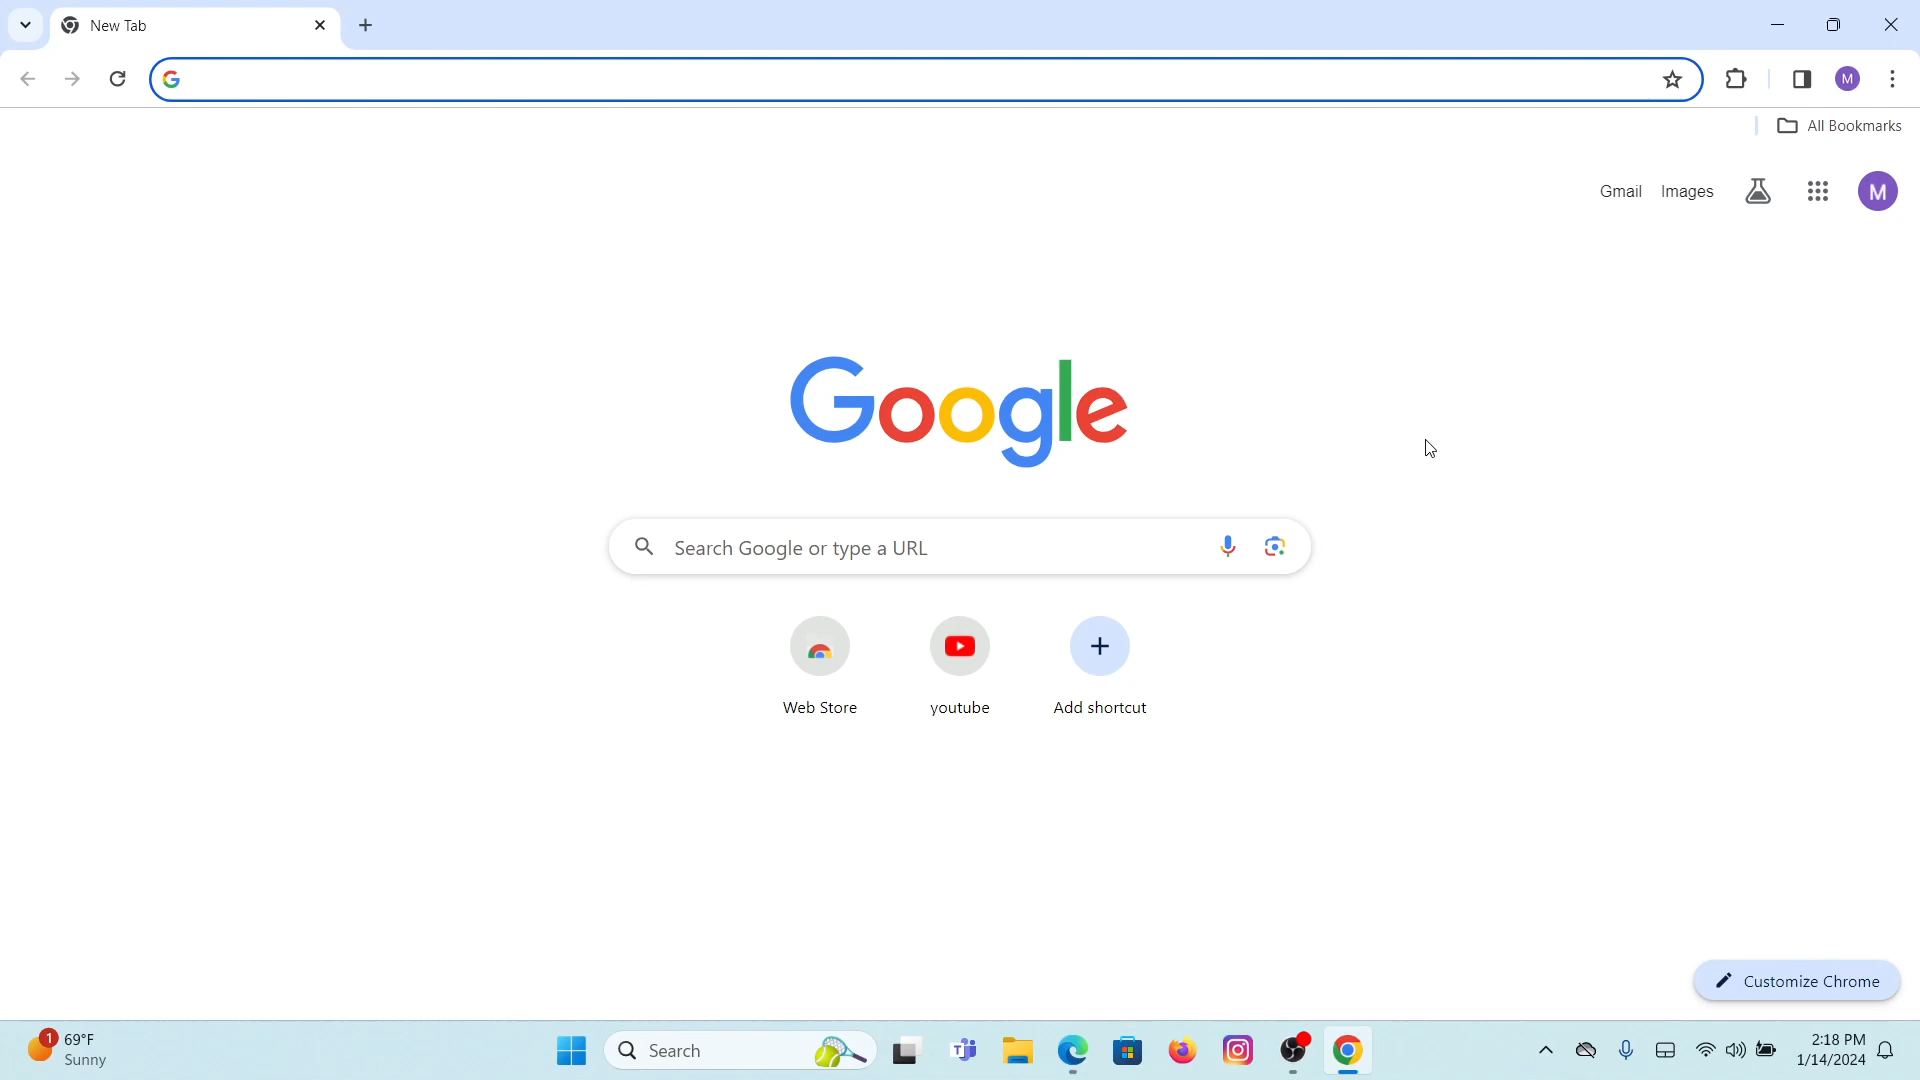 New Tab
All Bookmarks
Gmail Images M
M
Google
Search Google or type a URL
Web Store youtube Add shortcut
Customize Chrome
1 69°F
Sunny
Search
2:18 PM
1/14/2024